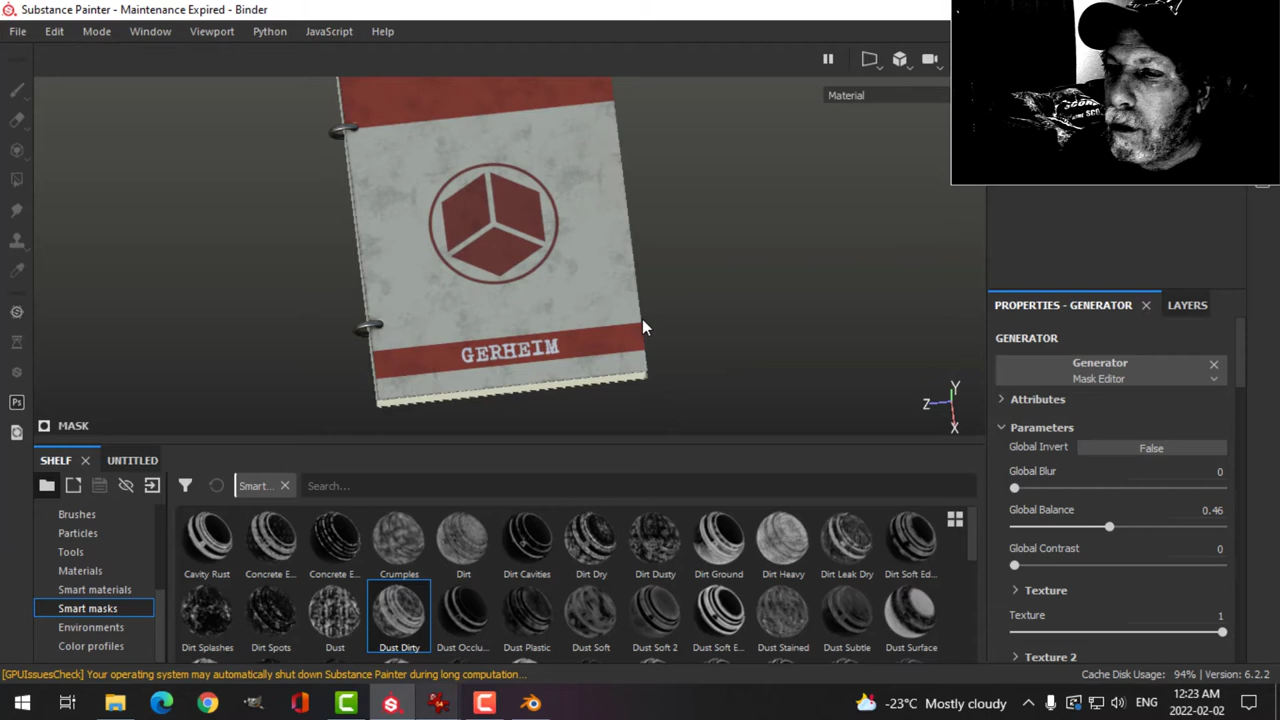 Substance Painter - Maintenance Expired - Binder
File Edit Mode Window Viewport Python JavaScript Help
Material
GERHEIM
Y
Z
X
MASK
PROPERTIES - GENERATOR LAYERS
GENERATOR
Generator
Mask Editor
Attributes
Parameters
Global Invert False
Global Blur 0
Global Balance 0.46
Global Contrast 0
Texture
Texture 1
Texture 2
SHELF UNTITLED
Smart... Search...
Brushes
Particles
Tools
Materials
Smart materials
Smart masks
Environments
Color profiles
Cavity Rust Concrete E... Concrete E... Crumples Dirt Dirt Cavities Dirt Dry Dirt Dusty Dirt Ground Dirt Heavy Dirt Leak Dry Dirt Soft Ed...
Dirt Splashes Dirt Spots Dust Dust Dirty Dust Occlu... Dust Plastic Dust Soft Dust Soft 2 Dust Soft E... Dust Stained Dust Subtle Dust Surface
[GPUIssuesCheck] Your operating system may automatically shut down Substance Painter during long computation...
Cache Disk Usage: 94% | Version: 6.2.2
Ps
-23°C Mostly cloudy ENG 12:23 AM
2022-02-02